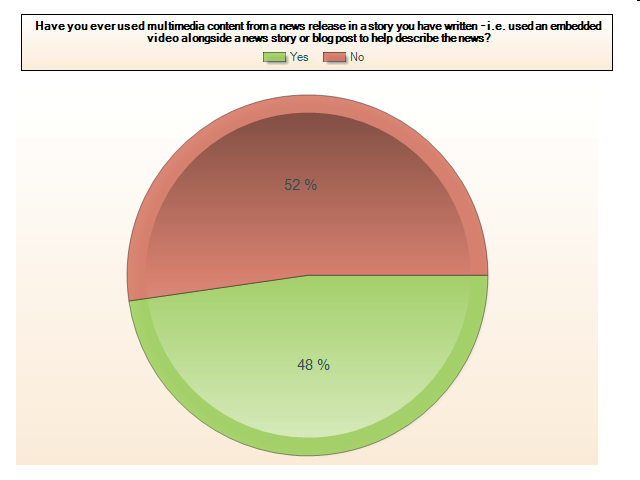 Have you ever used multimedia content from a news release in a story you have written - i.e. used an embedded
video alongside a news story or blog post to help describe the news?
Yes No
52 %
48 %